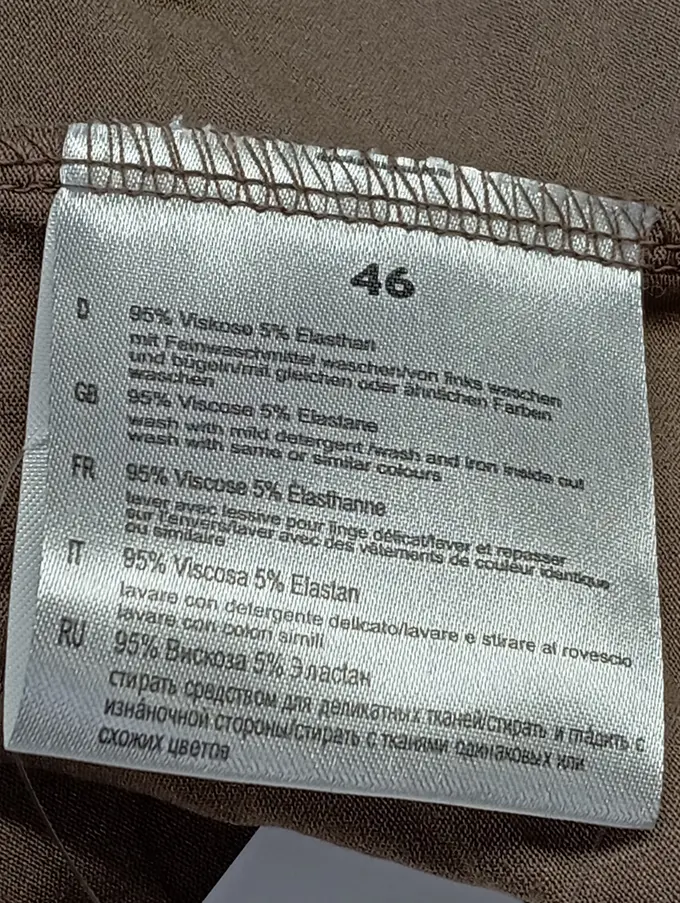 46
D 95% Viskose 5% Elasthan
mit Feinwaschmittel waschen/von links waschen
und bügeln/mit gleichen oder ähnlichen Farben
waschen
GB 95% Viscose 5% Elastane
wash with mild detergent /wash and iron inside out
wash with same or similar colours
FR 95% Viscose 5% Élasthanne
laver avec lessive pour linge délicat/laver et repasser
sur l'envers/laver avec des vêtements de couleur identique
ou similaire
IT 95% Viscosa 5% Elastan
lavare con detergente delicato/lavare e stirare al rovescio
lavare con colori simili
RU 95% Вискоза 5% Эластан
стирать средством для деликатных тканей/стирать и гладить с
изнáночной стороны/стирать с тканями одинаковых или
схожих цветов